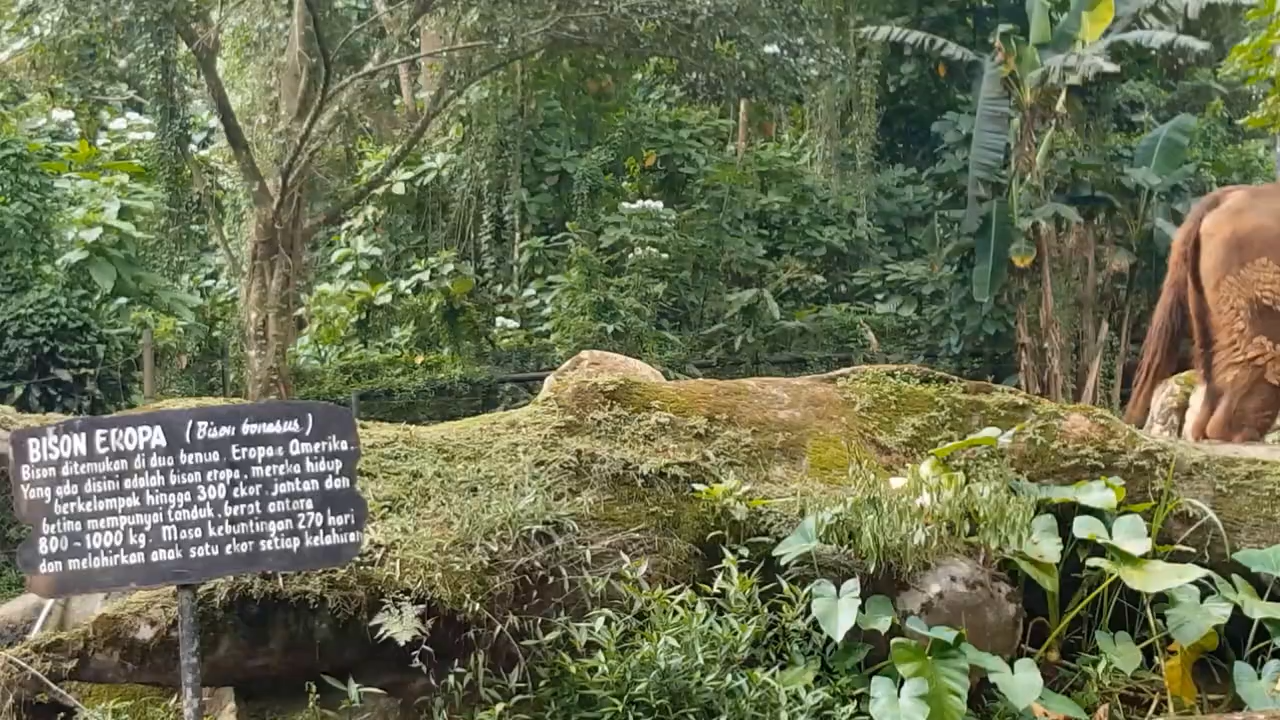 BISON EROPA (Bison bonasus)
Bison ditemukan di dua benua, Eropa & Amerika.
Yang ada disini adalah bison eropa, mereka hidup
berkelompok hingga 300 ekor. jantan dan
betina mempunyai tanduk, berat antara
800-1000 kg. Masa kebuntingan 270 hari
dan melahirkan anak satu ekor setiap kelahiran